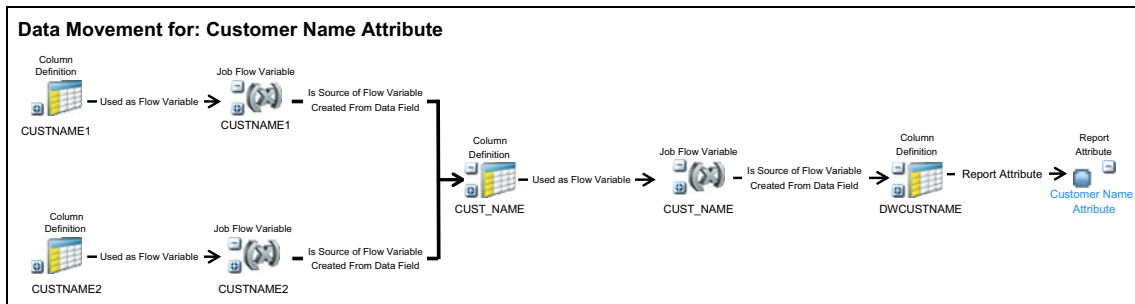 Data Movement for: Customer Name Attribute
Column
Definition
Used as Flow Variable
CUSTNAME1
Job Flow Variable
CUSTNAME1
Is Source of Flow Variable
Created From Data Field
Column
Definition
CUST_NAME
Used as Flow Variable
Job Flow Variable
CUST_NAME
Is Source of Flow Variable
Created From Data Field
Column
Definition
DWCUSTNAME
Report Attribute
Report
Attribute
Customer Name
Attribute
Column
Definition
Used as Flow Variable
CUSTNAME2
Job Flow Variable
CUSTNAME2
Is Source of Flow Variable
Created From Data Field